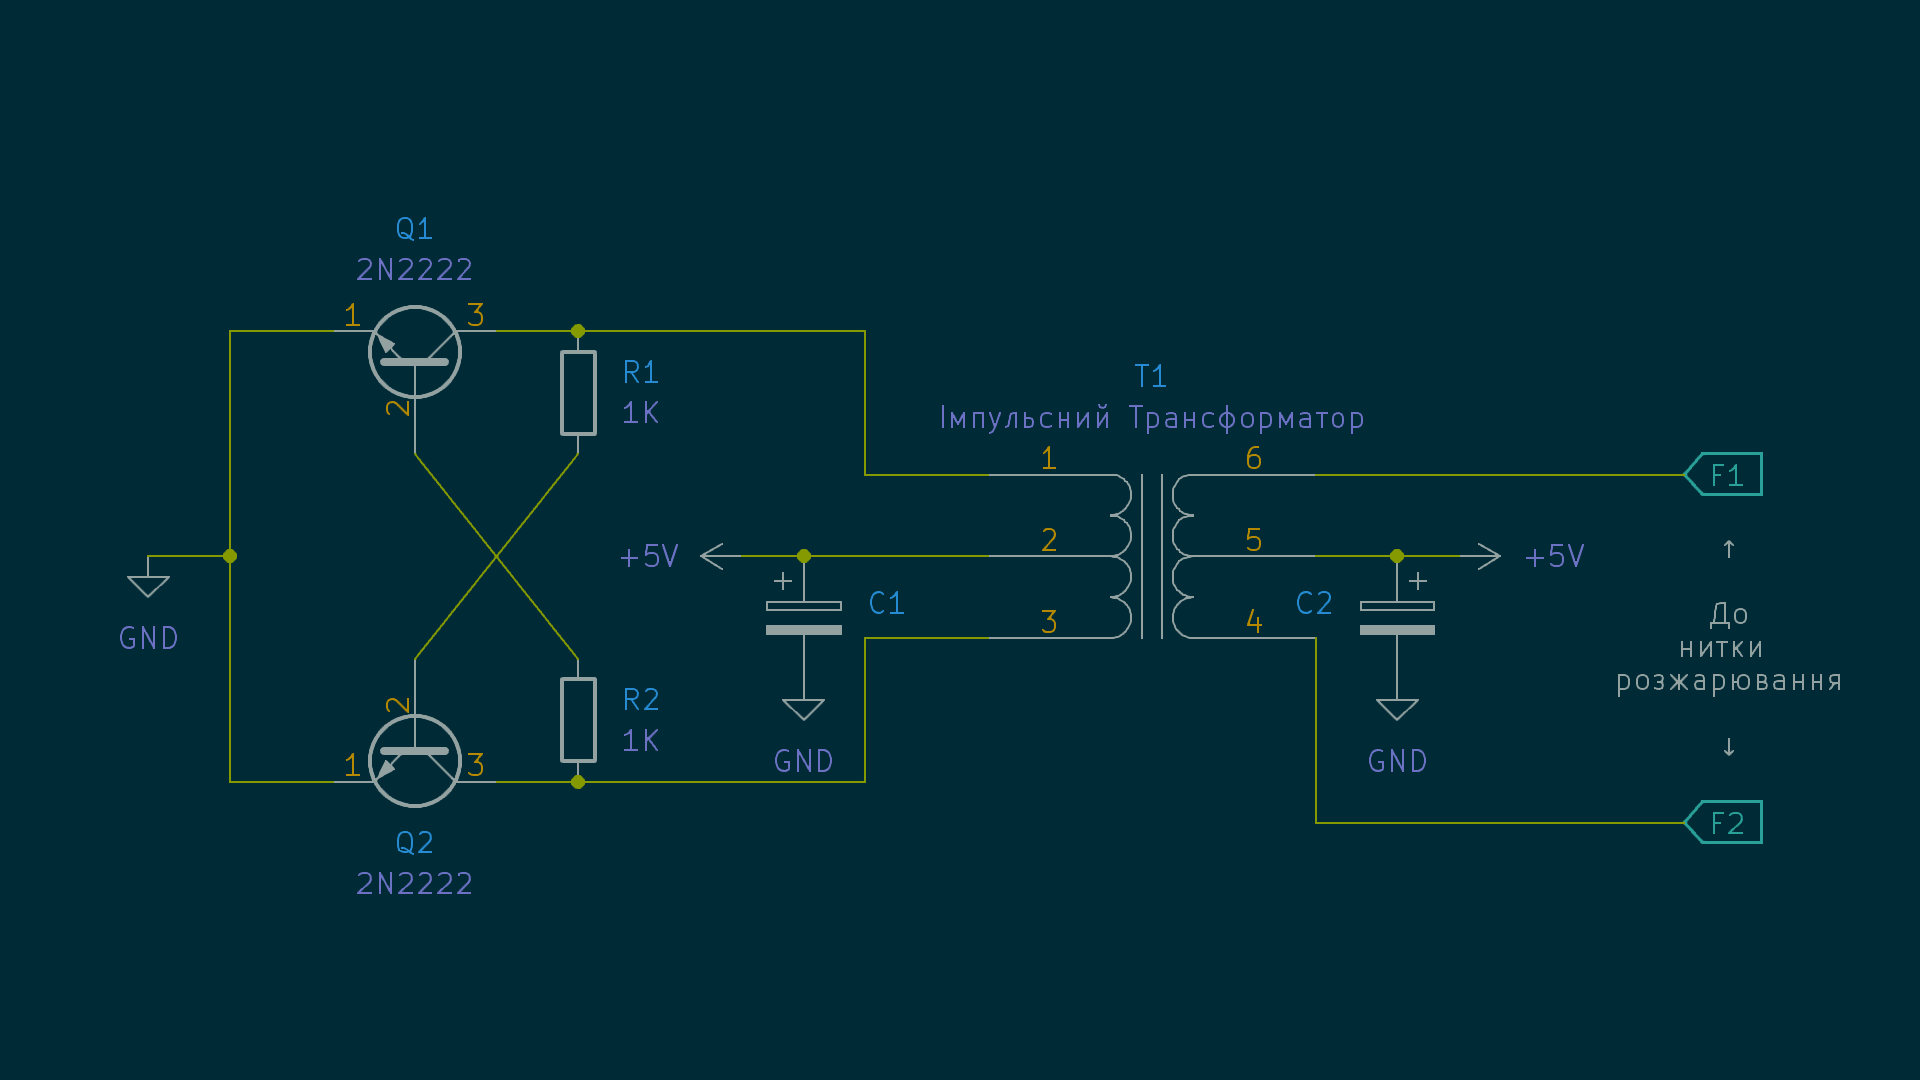 Q1
2N2222
1
3
2
R1
1K
T1
Імпульсний Трансформатор
1
6
F1
2
5
+5V
+5V
↑
C1
C2
3
4
До
нитки
розжарювання
GND
R2
1K
2
1
3
GND
GND
↓
F2
Q2
2N2222